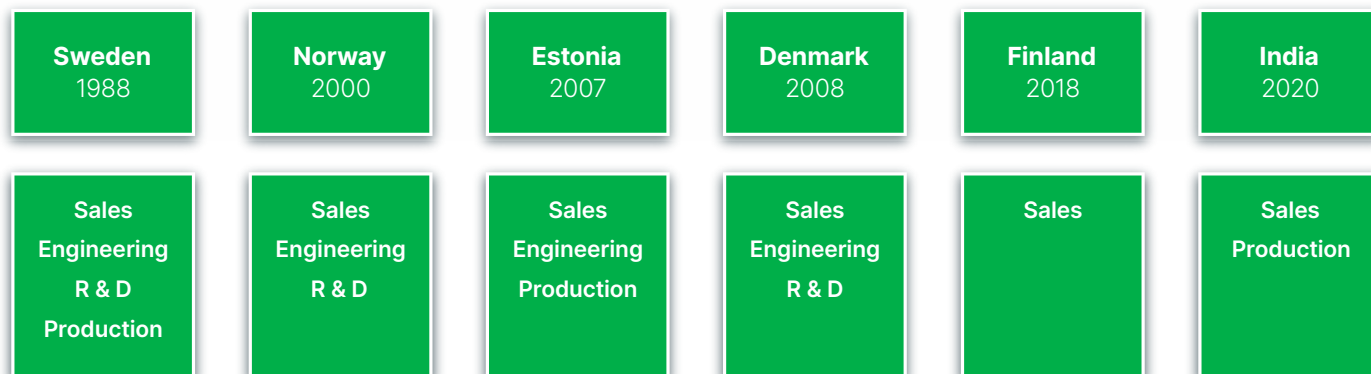 Sweden
1988
Norway
2000
Estonia
2007
Denmark
2008
Finland
2018
India
2020
Sales
Engineering
R & D
Production
Sales
Engineering
R & D
Sales
Engineering
Production
Sales
Engineering
R & D
Sales
Sales
Production